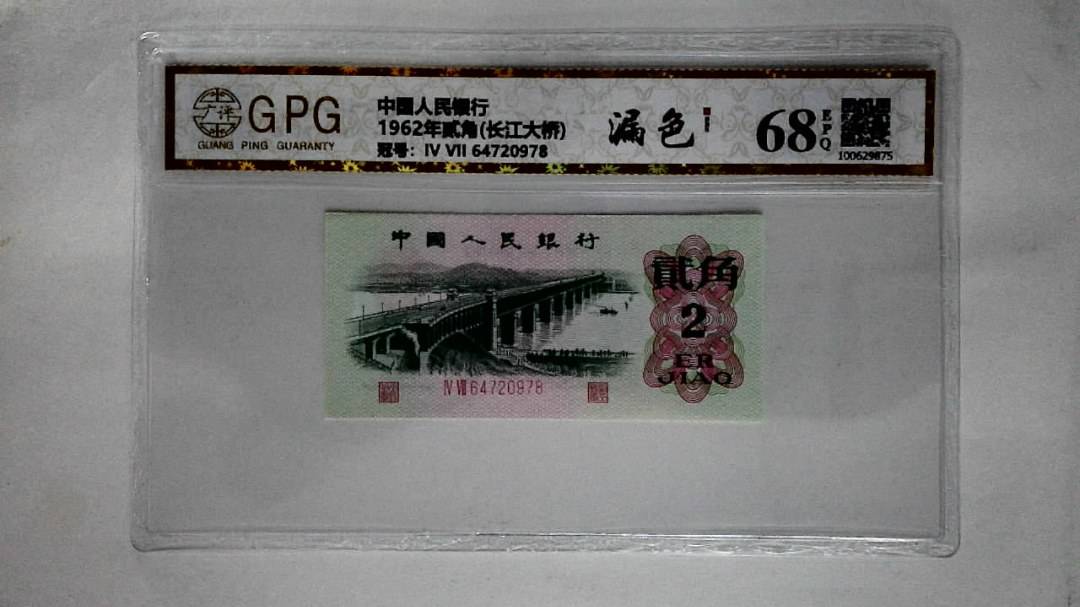 GPG
GUANG PING GUARANTY
中國人民銀行
1962年贰角(长江大桥)
冠号：IV VII 64720978
漏色
68
EPQ
100629875
中國人民銀行
貳角
2
ER
JIAO
IV VII 64720978